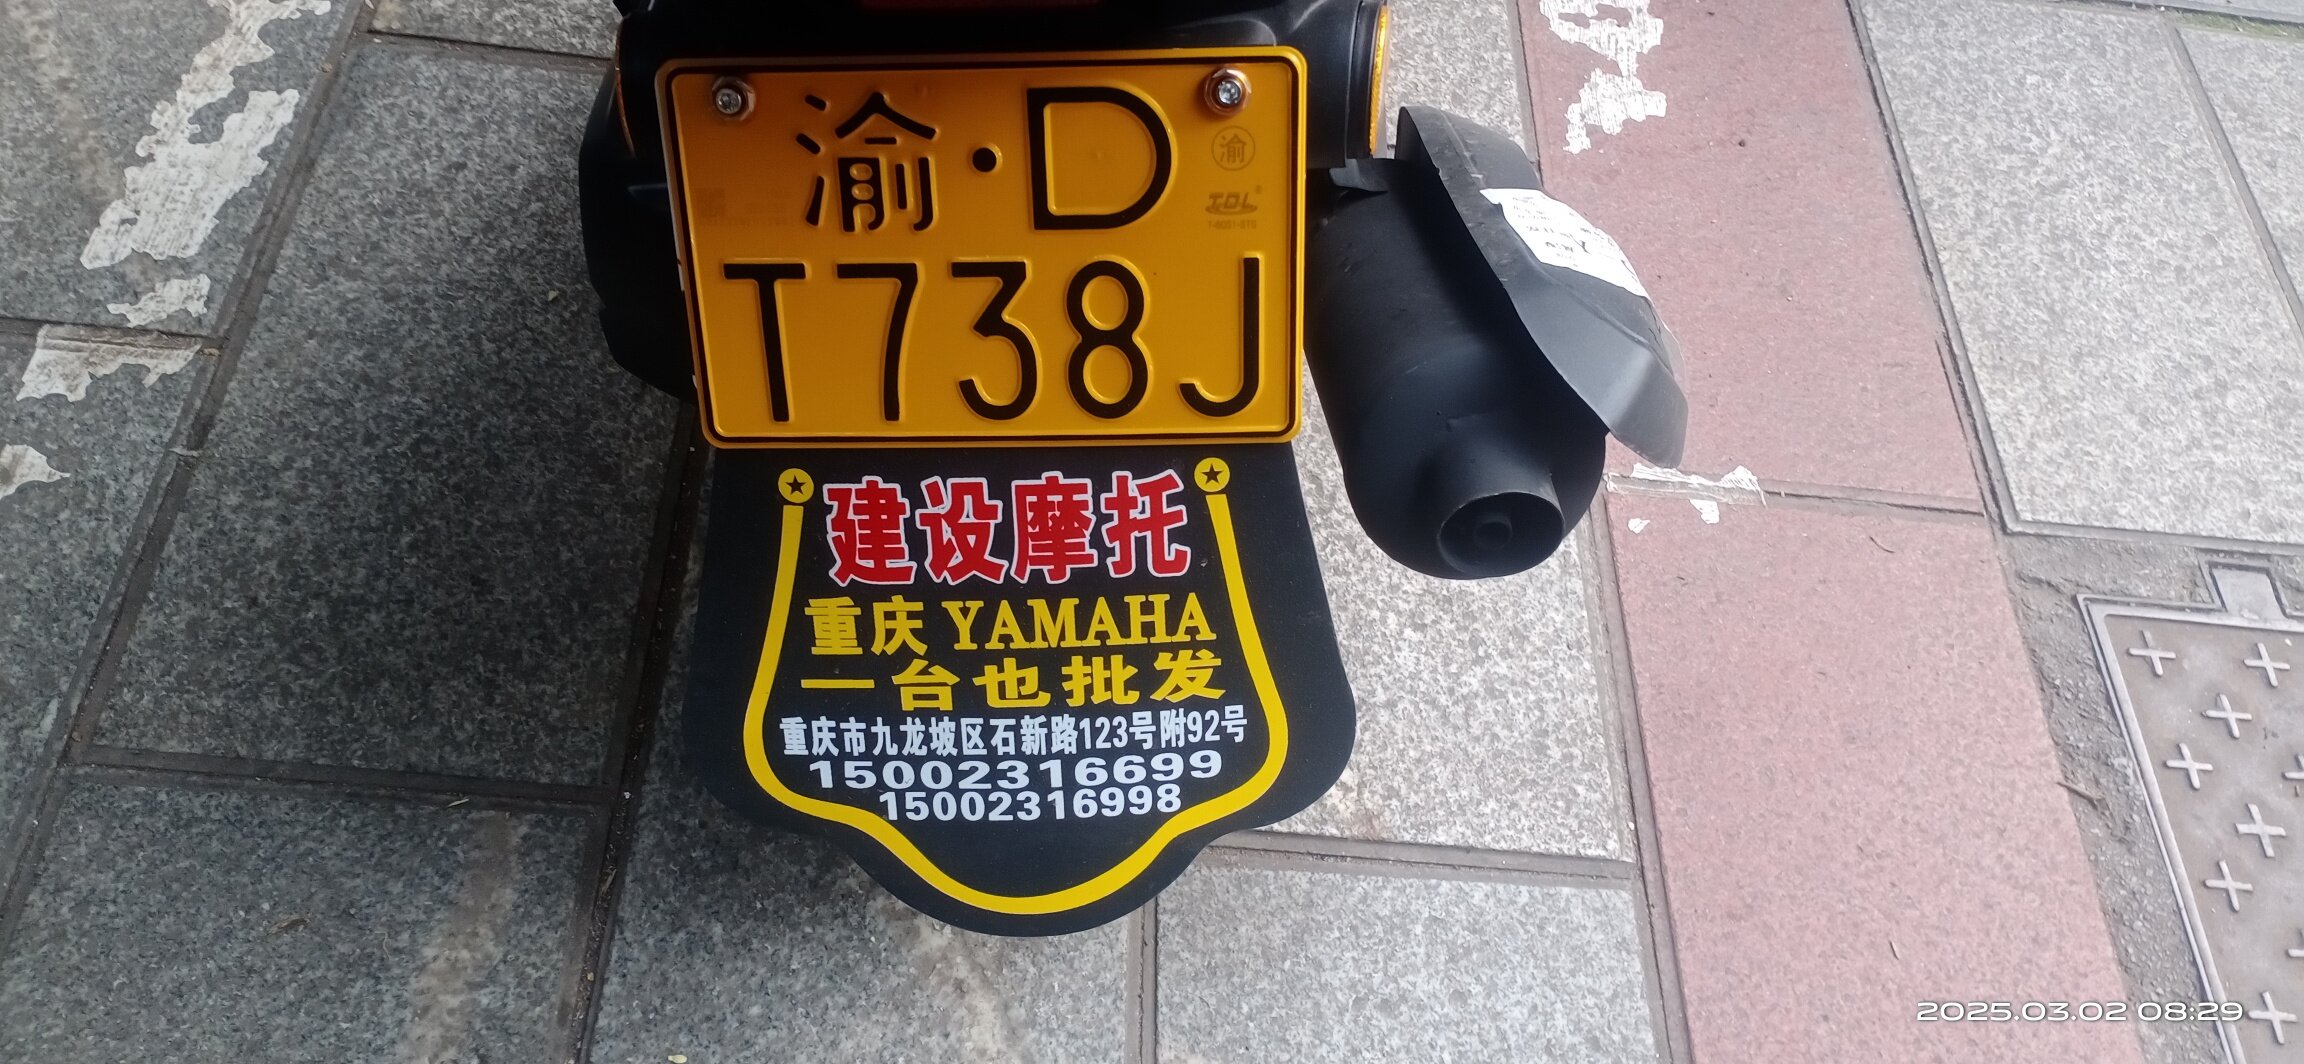 渝·D
渝
TDL®
T738J
建设摩托
重庆YAMAHA
一台也批发
重庆市九龙坡区石新路123号附92号
15002316699
15002316998
2025.03.02 08:29